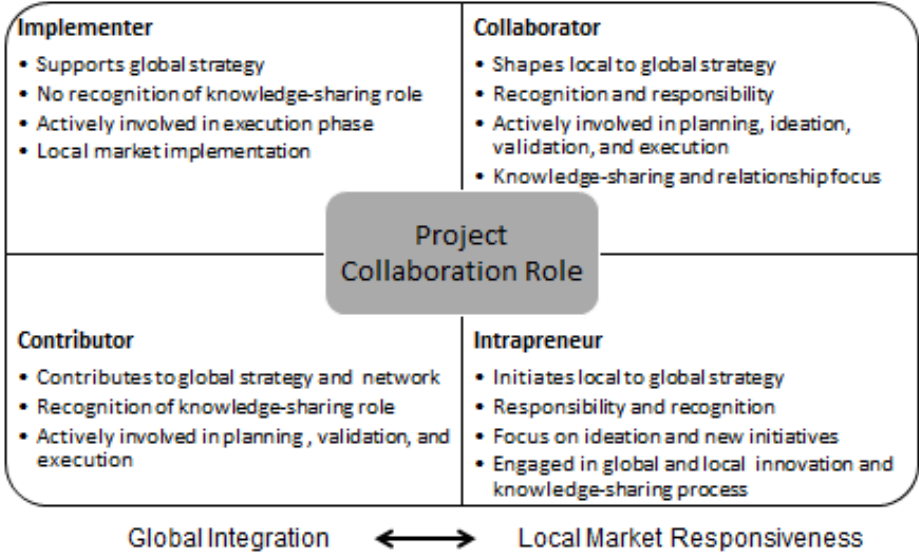 Implementer
• Supports global strategy
• No recognition of knowledge-sharing role
• Actively involved in execution phase
• Local market implementation
Collaborator
• Shapes local to global strategy
• Recognition and responsibility
• Actively involved in planning, ideation,
validation, and execution
• Knowledge-sharing and relationship focus
Project
Collaboration Role
Contributor
• Contributes to global strategy and network
• Recognition of knowledge-sharing role
• Actively involved in planning , validation, and
execution
Intrapreneur
• Initiates local to global strategy
• Responsibility and recognition
• Focus on ideation and new initiatives
• Engaged in global and local innovation and
knowledge-sharing process
Global Integration
Local Market Responsiveness